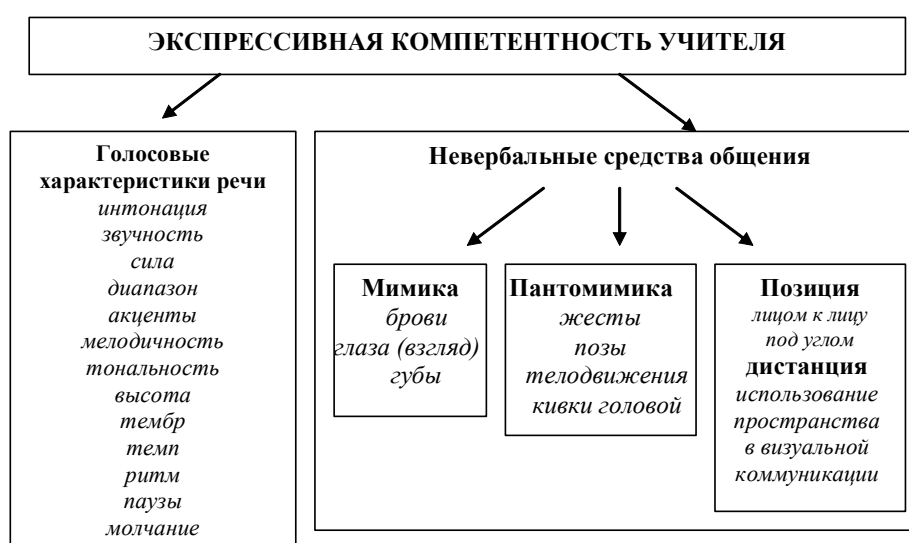 ЭКСПРЕССИВНАЯ КОМПЕТЕНТНОСТЬ УЧИТЕЛЯ
Голосовые
характеристики речи
интонация
звучность
сила
диапазон
акценты
мелодичность
тональность
высота
тембр
темп
ритм
паузы
молчание
Невербальные средства общения
Мимика
брови
глаза (взгляд)
губы
Пантомимика
жесты
позы
телодвижения
кивки головой
Позиция
лицом к лицу
под углом
дистанция
использование
пространства
в визуальной
коммуникации